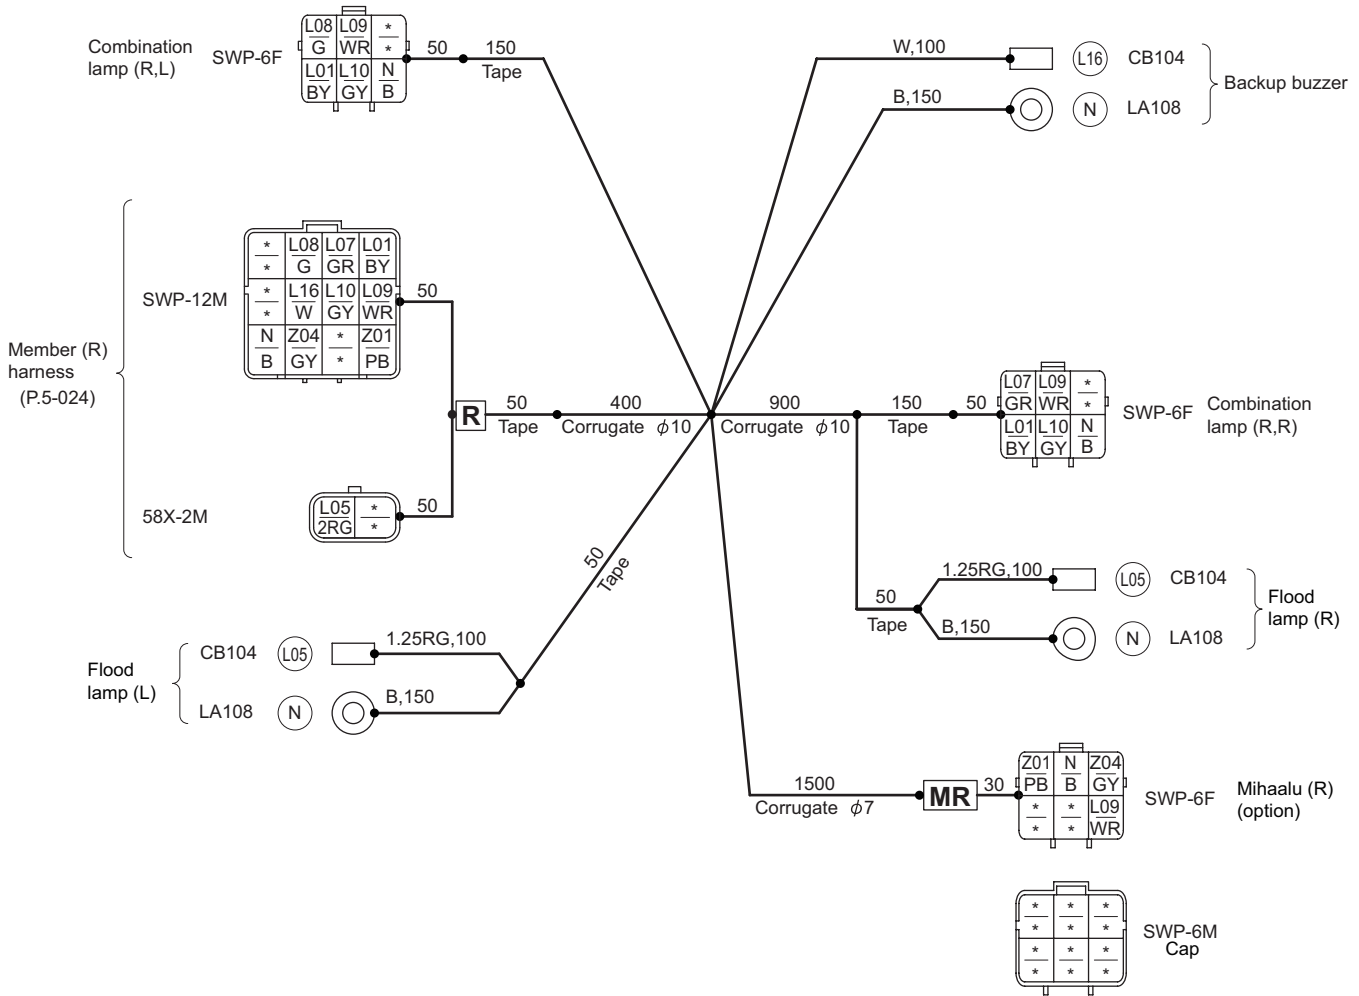 Combination
lamp (R,L)
SWP-6F
L08 L09 *
G WR *
L01 L10 N
BY GY B
50 150
Tape
W,100
L16 CB104
B,150
N LA108
Backup buzzer
Member (R)
harness
(P.5-024)
SWP-12M
* L08 L07 L01
* G GR BY
* L16 L10 L09
* W GY WR
N Z04 * Z01
B GY * PB
50
58X-2M
L05 *
2RG *
50
R
50
Tape
400
Corrugate ϕ10
900
Corrugate ϕ10
150
Tape
50
L07 L09 *
GR WR *
L01 L10 N
BY GY B
SWP-6F
Combination
lamp (R,R)
50
Tape
1.25RG,100
L05 CB104
B,150
N LA108
Flood
lamp (R)
50
Tape
Flood
lamp (L)
CB104 L05
1.25RG,100
LA108 N
B,150
1500
Corrugate ϕ7
MR
30
Z01 N Z04
PB B GY
* * L09
* * WR
SWP-6F
Mihaalu (R)
(option)
* * *
* * *
* * *
* * *
SWP-6M
Cap